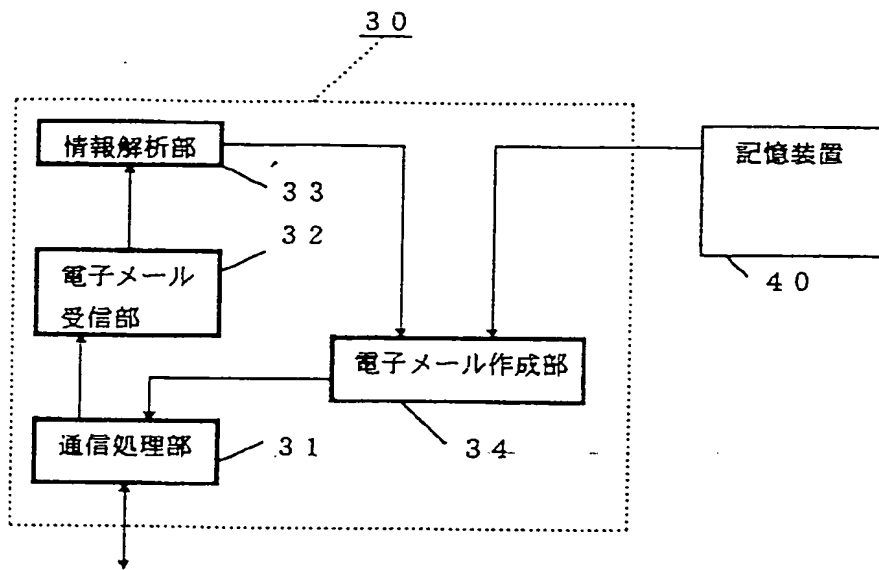 ３０
情報解析部
３３
記憶装置
３２
電子メール
受信部
４０
電子メール作成部
通信処理部
３１
３４